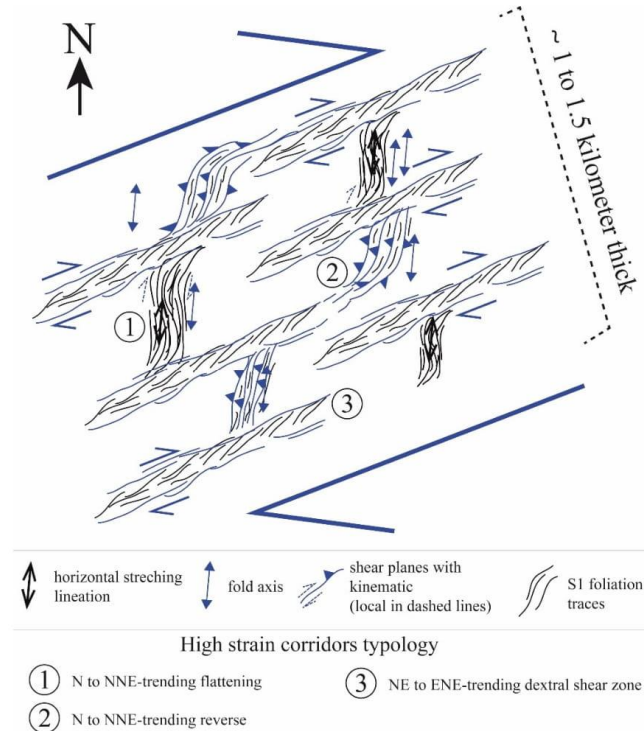 N
~ 1 to 1.5 kilometer thick
2
1
3
horizontal streching
lineation
fold axis
shear planes with
kinematic
(local in dashed lines)
S1 foliation
traces
High strain corridors typology
1 N to NNE-trending flattening
3 NE to ENE-trending dextral shear zone
2 N to NNE-trending reverse